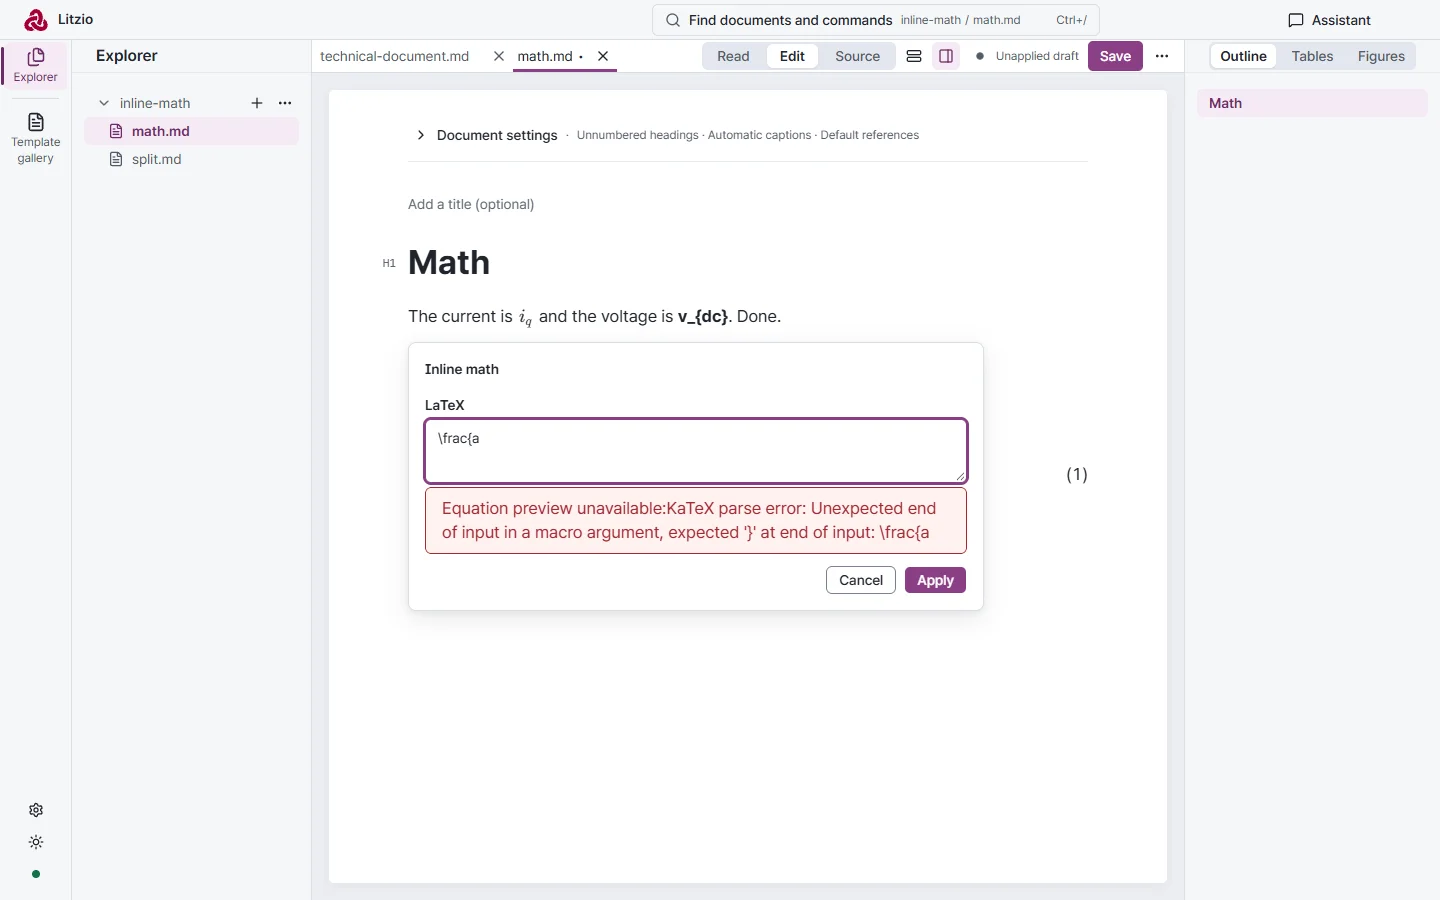 Litzio
Find documents and commands inline-math / math.md Ctrl+/
Assistant
Explorer
Template
gallery
Explorer
inline-math
math.md
split.md
technical-document.md
math.md •
Read Edit Source
Unapplied draft
Save
Outline Tables Figures
Math
Document settings · Unnumbered headings · Automatic captions · Default references
Add a title (optional)
H1 Math
The current is i_q and the voltage is v_{dc}. Done.
Inline math
LaTeX
\frac{a
(1)
Equation preview unavailable:KaTeX parse error: Unexpected end
of input in a macro argument, expected '}' at end of input: \frac{a
Cancel Apply